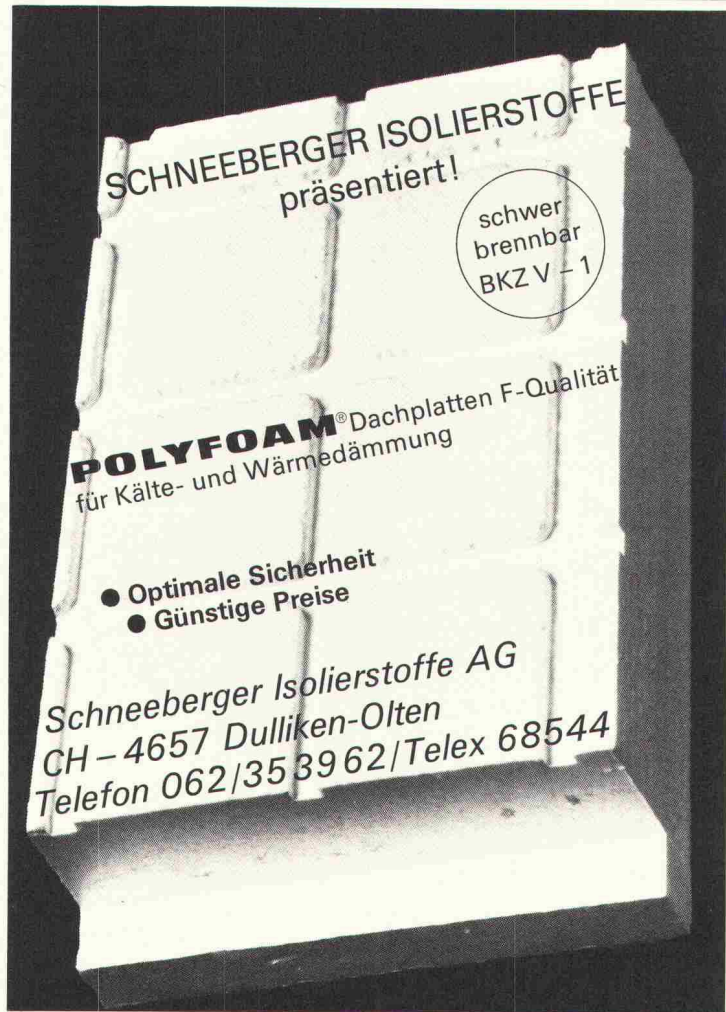 SCHNEEBERGER ISOLIERSTOFFE
präsentiert!
schwer
brennbar
BKZ V – 1
POLYFOAM® Dachplatten F-Qualität
für Kälte- und Wärmedämmung
● Optimale Sicherheit
● Günstige Preise
Schneeberger Isolierstoffe AG
CH – 4657 Dulliken-Olten
Telefon 062/35 39 62/Telex 68544